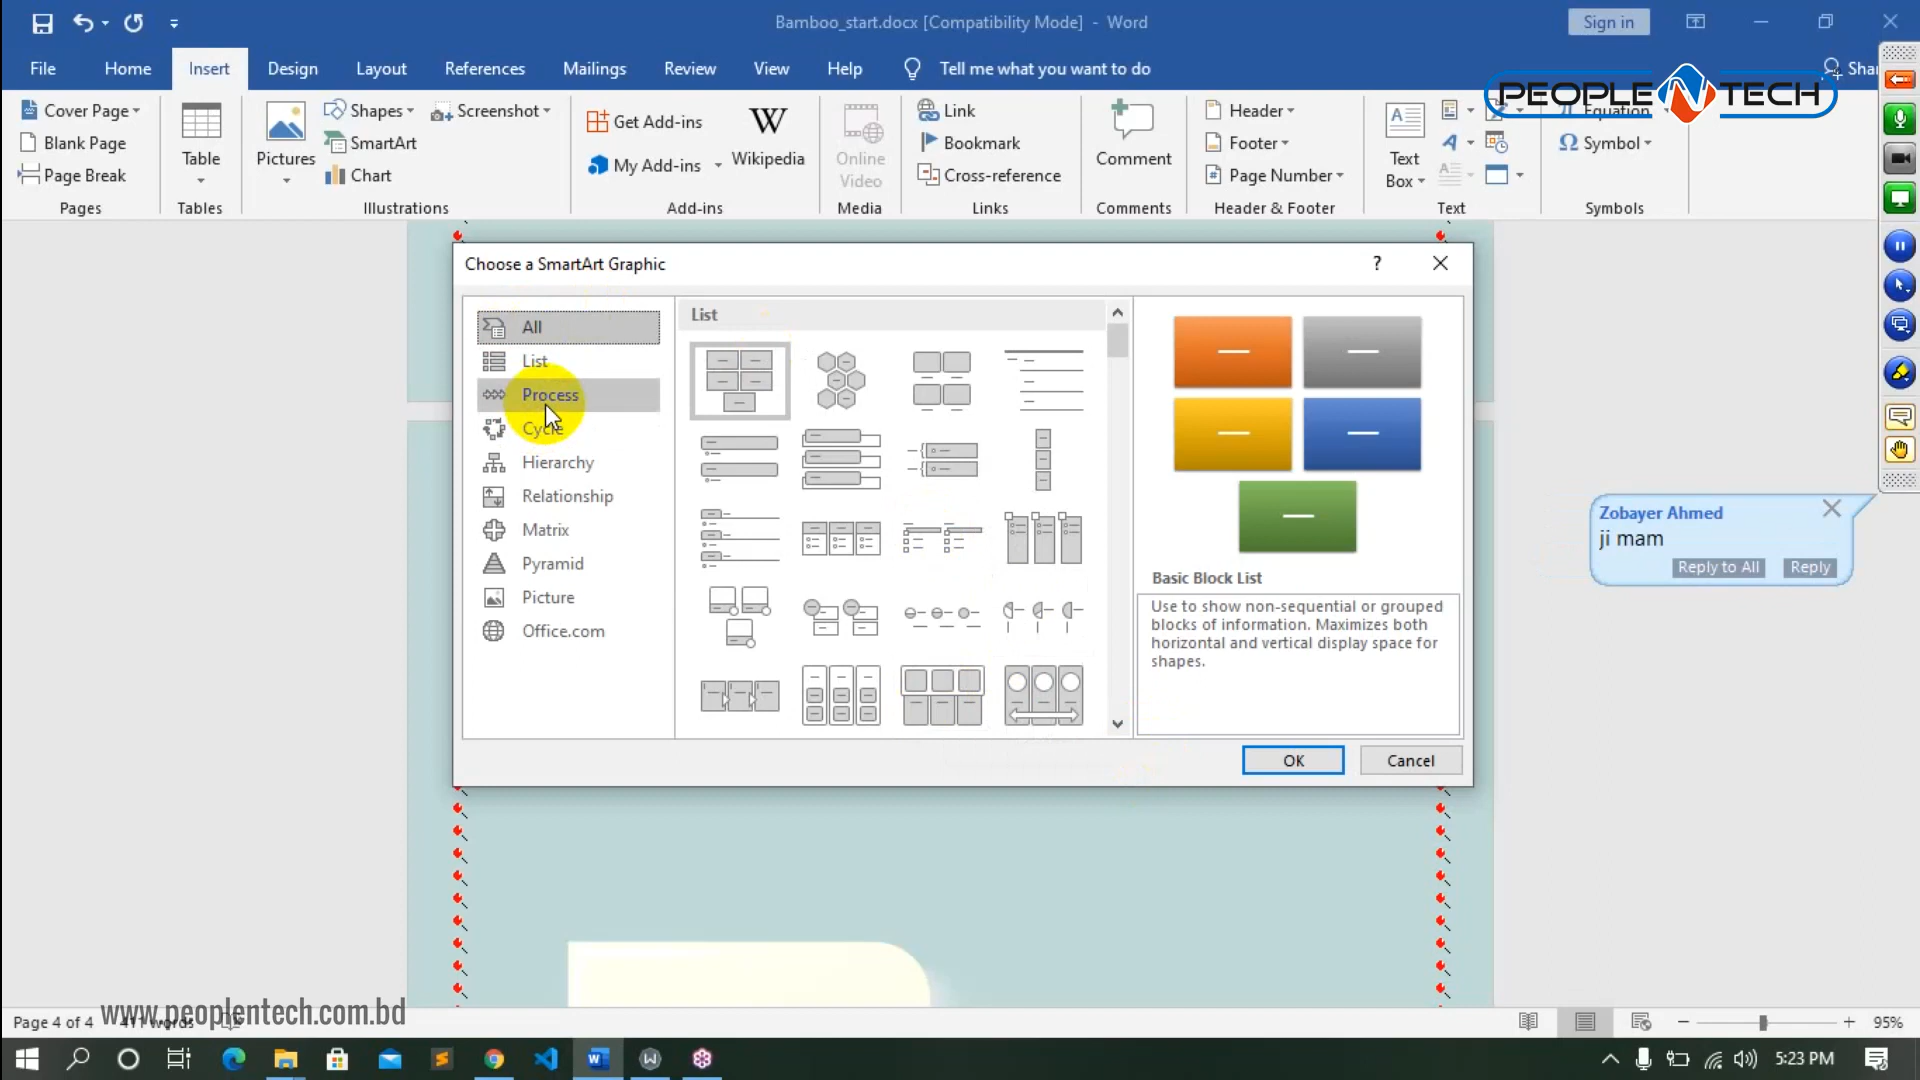 Bamboo_start.docx [Compatibility Mode] - Word
Sign in
File Home Insert Design Layout References Mailings Review View Help Tell me what you want to do
PEOPLE N TECH
Cover Page
Blank Page
Page Break
Pages
Table
Tables
Pictures
Shapes
SmartArt
Chart
Screenshot
Illustrations
Get Add-ins
My Add-ins
W
Wikipedia
Add-ins
Online
Video
Media
Link
Bookmark
Cross-reference
Links
Comment
Comments
Header
Footer
Page Number
Header & Footer
Text
Box
Text
Equation
Symbol
Symbols
Choose a SmartArt Graphic
All
List
Process
Cycle
Hierarchy
Relationship
Matrix
Pyramid
Picture
Office.com
List
Basic Block List
Use to show non-sequential or grouped
blocks of information. Maximizes both
horizontal and vertical display space for
shapes.
OK Cancel
Zobayer Ahmed
ji mam
Reply to All Reply
www.peoplentech.com.bd
Page 4 of 4 411 words
95%
5:23 PM